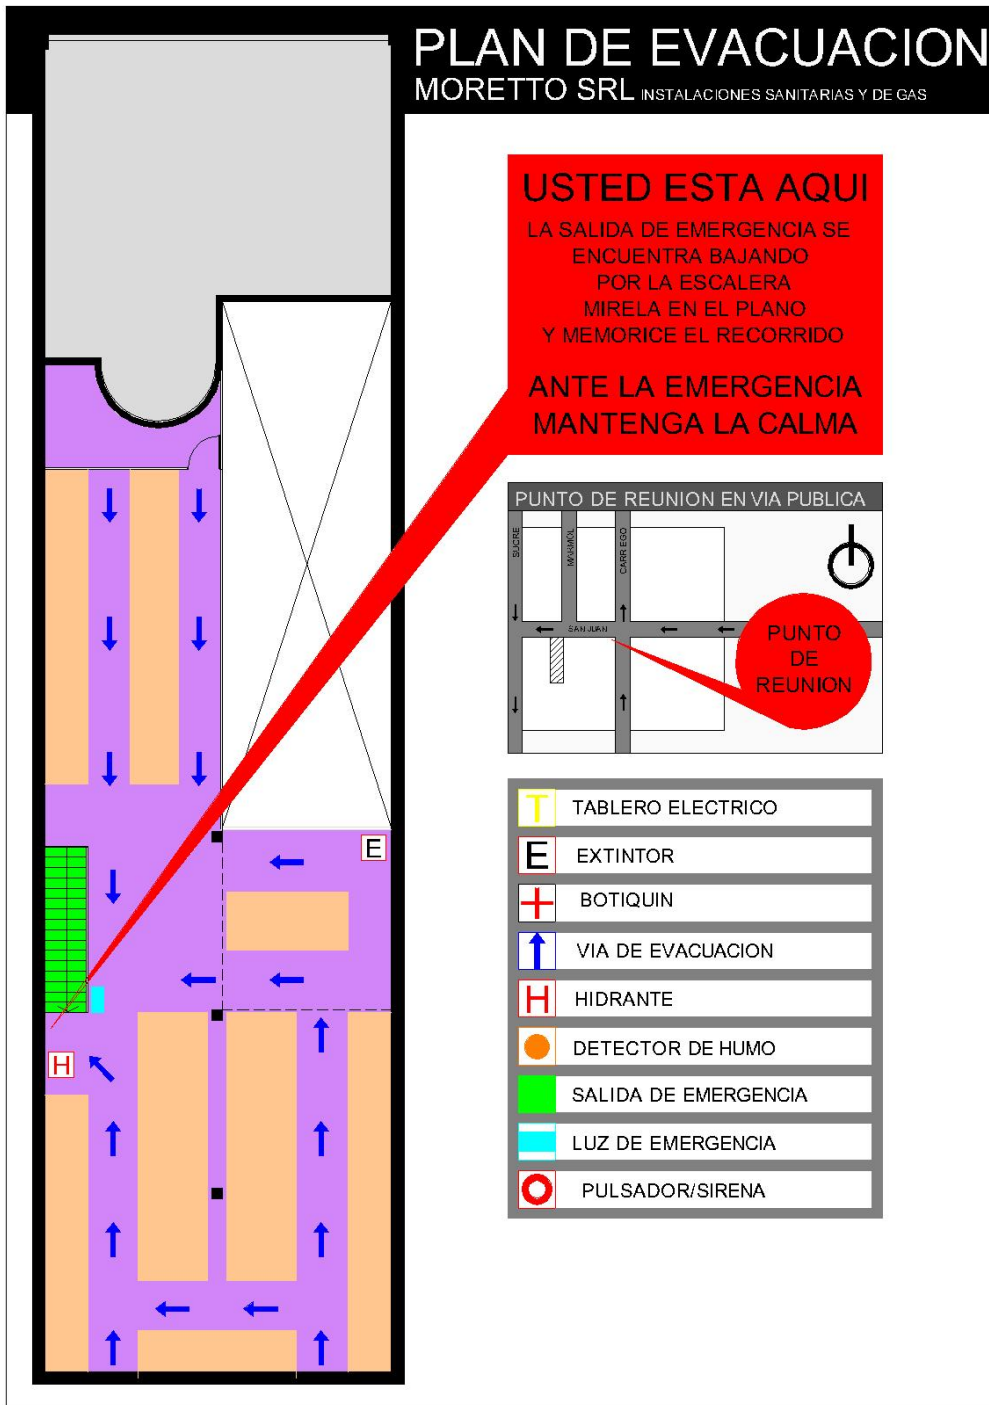 PLAN DE EVACUACION
MORETTO SRL INSTALACIONES SANITARIAS Y DE GAS
USTED ESTA AQUI
LA SALIDA DE EMERGENCIA SE
ENCUENTRA BAJANDO
POR LA ESCALERA
MIRELA EN EL PLANO
Y MEMORICE EL RECORRIDO
ANTE LA EMERGENCIA
MANTENGA LA CALMA
PUNTO DE REUNION EN VIA PUBLICA
SUCRE
MARMOL
CARR EGO
SAN JUAN
PUNTO
DE
REUNION
T TABLERO ELECTRICO
E EXTINTOR
BOTIQUIN
VIA DE EVACUACION
H HIDRANTE
DETECTOR DE HUMO
SALIDA DE EMERGENCIA
LUZ DE EMERGENCIA
PULSADOR/SIRENA
E
H